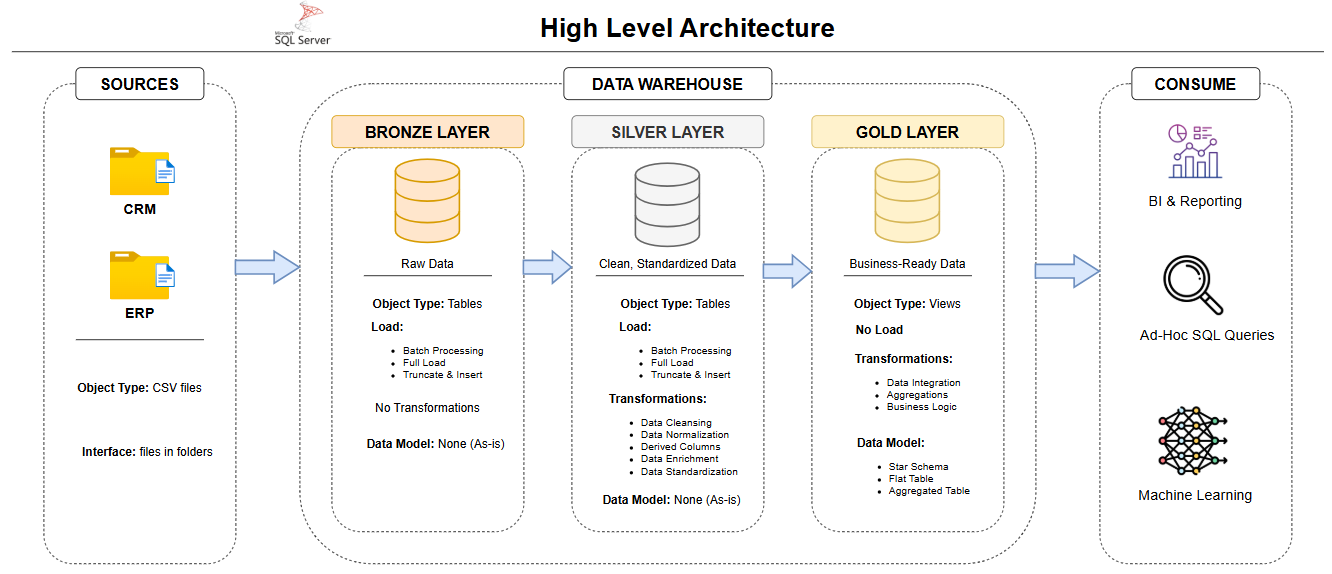 Microsoft
SQL Server
High Level Architecture
SOURCES
CRM
ERP
Object Type: CSV files
Interface: files in folders
DATA WAREHOUSE
BRONZE LAYER
Raw Data
Object Type: Tables
Load:
• Batch Processing
• Full Load
• Truncate & Insert
No Transformations
Data Model: None (As-is)
SILVER LAYER
Clean, Standardized Data
Object Type: Tables
Load:
• Batch Processing
• Full Load
• Truncate & Insert
Transformations:
• Data Cleansing
• Data Normalization
• Derived Columns
• Data Enrichment
• Data Standardization
Data Model: None (As-is)
GOLD LAYER
Business-Ready Data
Object Type: Views
No Load
Transformations:
• Data Integration
• Aggregations
• Business Logic
Data Model:
• Star Schema
• Flat Table
• Aggregated Table
CONSUME
BI & Reporting
Ad-Hoc SQL Queries
Machine Learning